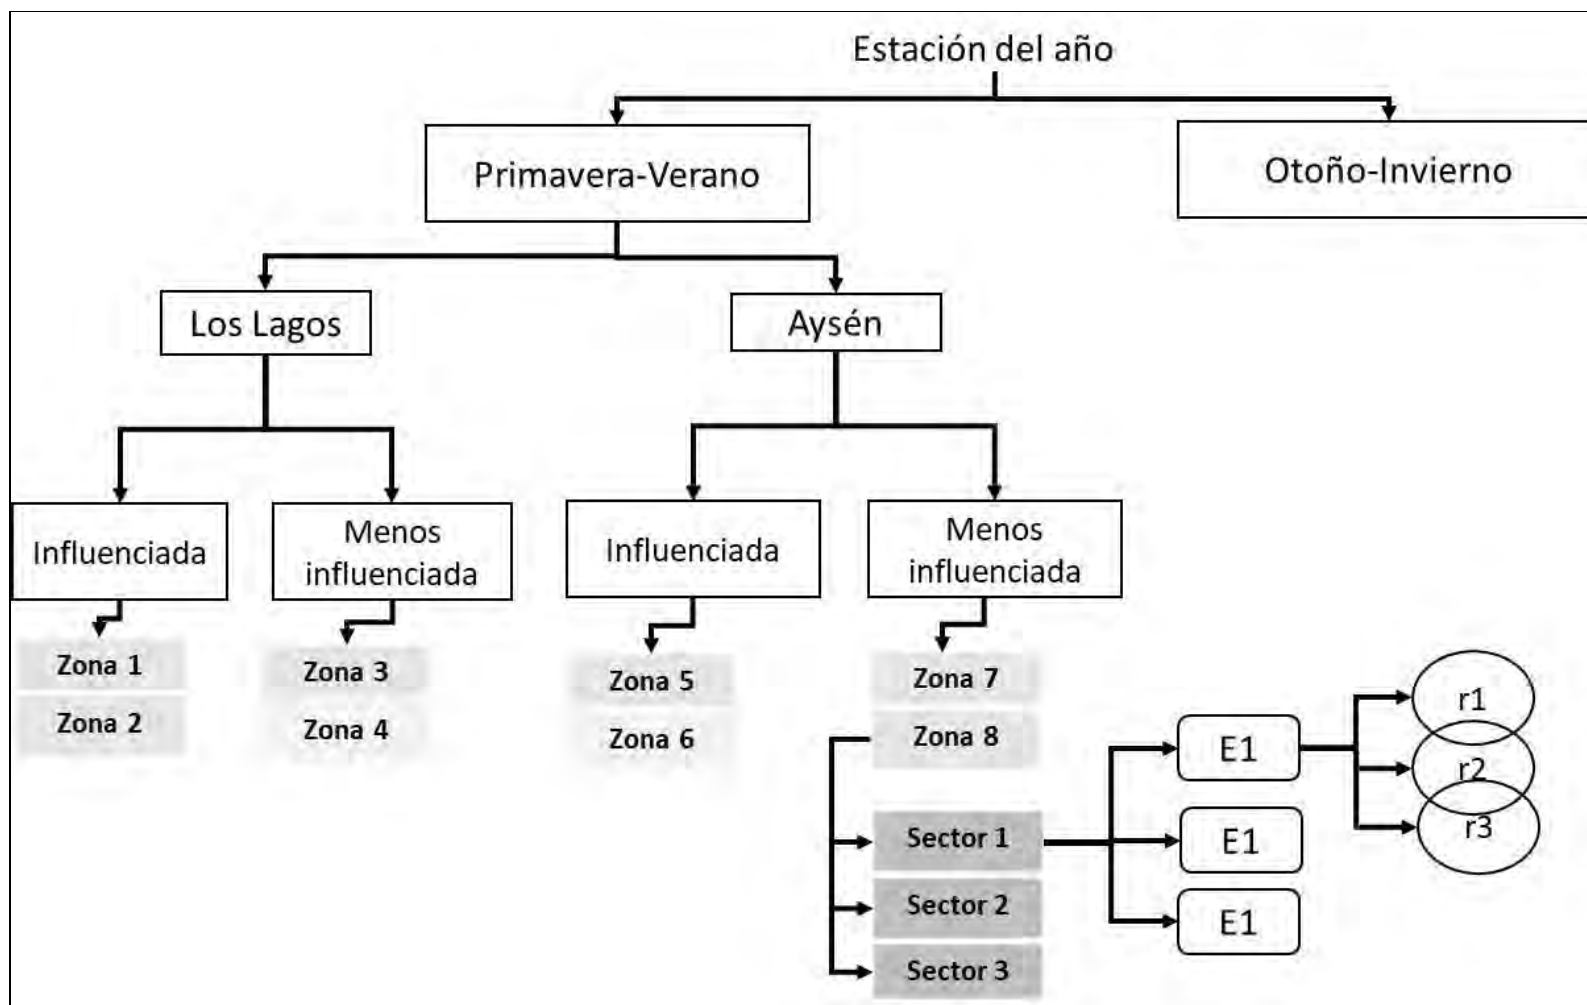 Estación del año
Primavera-Verano
Otoño-Invierno
Los Lagos
Aysén
Influenciada
Menos
influenciada
Influenciada
Menos
influenciada
Zona 1
Zona 2
Zona 3
Zona 4
Zona 5
Zona 6
Zona 7
Zona 8
Sector 1
Sector 2
Sector 3
E1
E1
E1
r1
r2
r3